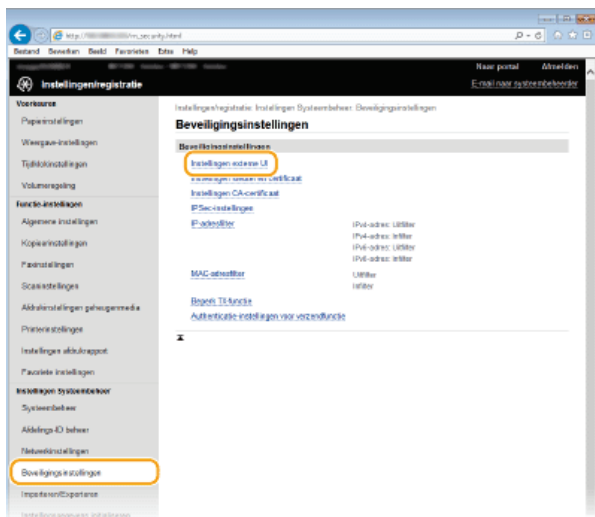 http://
/m_security.html
Bestand Bewerken Beeld Favorieten Extra Help
Naar portal Afmelden
Instellingen/registratie
E-mail naar systeembeheerder
Voorkeuren
Papierinstellingen
Weergave-instellingen
Tijdklokinstellingen
Volumeregeling
Functie-instellingen
Algemene instellingen
Kopieerinstellingen
Faxinstellingen
Scaninstellingen
Afdrukinstellingen geheugenmedia
Printerinstellingen
Instellingen afdrukrapport
Favoriete instellingen
Instellingen Systeembeheer
Systeembeheer
Afdelings-ID beheer
Netwerkinstellingen
Beveiligingsinstellingen
Importeren/Exporteren
Instellingen/registratie: Instellingen Systeembeheer: Beveiligingsinstellingen
Beveiligingsinstellingen
Beveiligingsinstellingen
Instellingen externe UI
Instellingen CA-certificaat
IPSec-instellingen
IP-adresfilter
IPv4-adres: Uitfilter
IPv4-adres: Infilter
IPv6-adres: Uitfilter
IPv6-adres: Infilter
MAC-adresfilter
Uitfilter
Infilter
Beperk TX-functie
Authenticatie-instellingen voor verzendfunctie